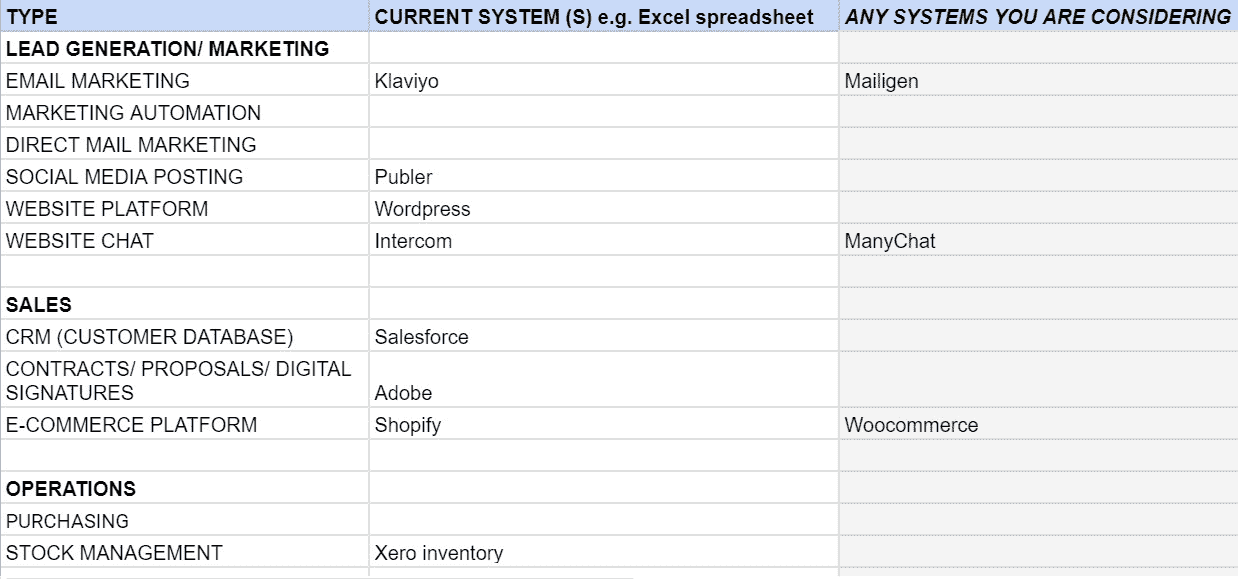 TYPE CURRENT SYSTEM (S) e.g. Excel spreadsheet ANY SYSTEMS YOU ARE CONSIDERING
LEAD GENERATION/ MARKETING
EMAIL MARKETING Klaviyo Mailigen
MARKETING AUTOMATION
DIRECT MAIL MARKETING
SOCIAL MEDIA POSTING Publer
WEBSITE PLATFORM Wordpress
WEBSITE CHAT Intercom ManyChat
SALES
CRM (CUSTOMER DATABASE) Salesforce
CONTRACTS/ PROPOSALS/ DIGITAL
SIGNATURES Adobe
E-COMMERCE PLATFORM Shopify Woocommerce
OPERATIONS
PURCHASING
STOCK MANAGEMENT Xero inventory